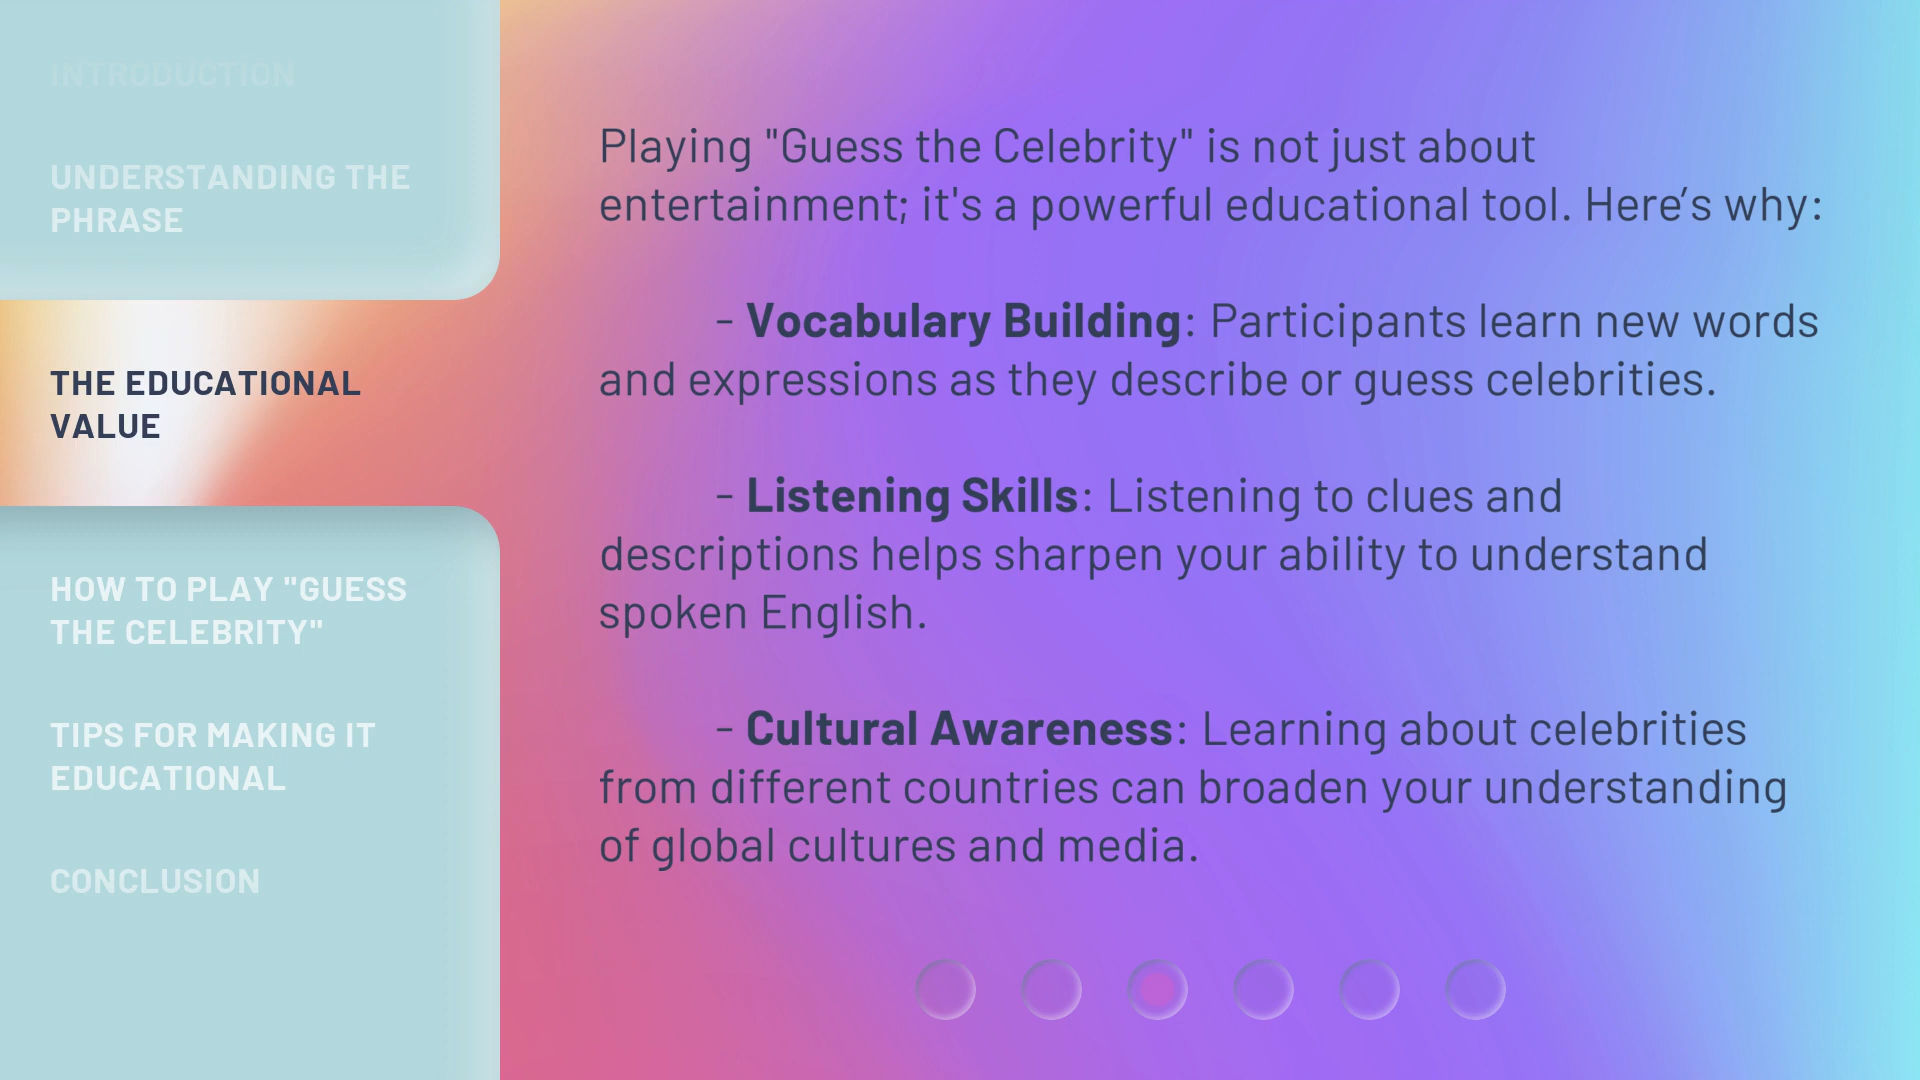 INTRODUCTION
UNDERSTANDING THE
PHRASE
THE EDUCATIONAL
VALUE
HOW TO PLAY "GUESS
THE CELEBRITY"
TIPS FOR MAKING IT
EDUCATIONAL
CONCLUSION
Playing "Guess the Celebrity" is not just about
entertainment; it's a powerful educational tool. Here’s why:
- Vocabulary Building: Participants learn new words
and expressions as they describe or guess celebrities.
- Listening Skills: Listening to clues and
descriptions helps sharpen your ability to understand
spoken English.
- Cultural Awareness: Learning about celebrities
from different countries can broaden your understanding
of global cultures and media.